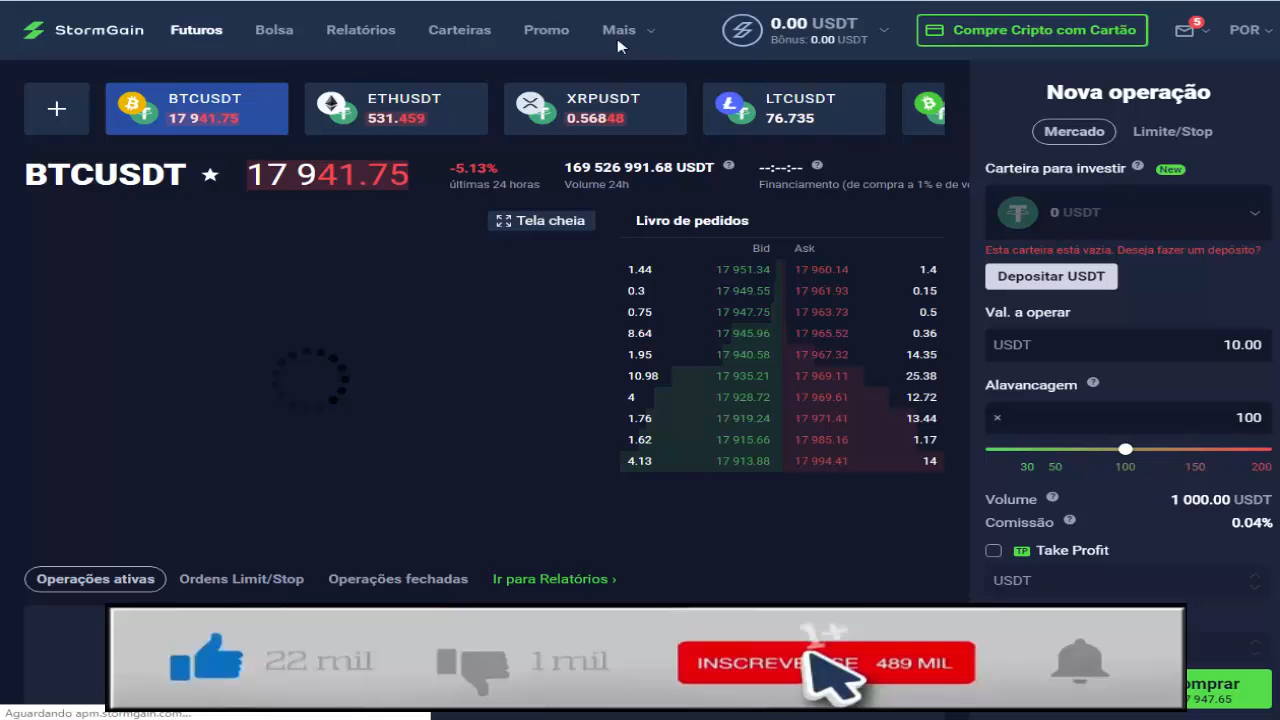 StormGain Futuros Bolsa Relatórios Carteiras Promo Mais 0.00 USDT Compre Cripto com Cartão 5 POR
Bônus: 0.00 USDT
BTCUSDT ETHUSDT XRPUSDT LTCUSDT
17 941.75 531.459 0.56848 76.735
BTCUSDT 17 941.75 -5.13% 169 526 991.68 USDT --:--:--
últimas 24 horas Volume 24h Financiamento (de compra a 1% e de
Tela cheia Livro de pedidos
Bid Ask
1.44 17 951.34 17 960.14 1.4
0.3 17 949.55 17 961.93 0.15
0.75 17 947.75 17 963.73 0.5
8.64 17 945.96 17 965.52 0.36
1.95 17 940.58 17 967.32 14.35
10.98 17 935.21 17 969.11 25.38
4 17 928.72 17 969.61 12.72
1.76 17 919.24 17 971.41 13.44
1.62 17 915.66 17 985.16 1.17
4.13 17 913.88 17 994.41 14
Nova operação
Mercado Limite/Stop
Carteira para investir New
0 USDT
Esta carteira está vazia. Deseja fazer um depósito?
Depositar USDT
Val. a operar
USDT 10.00
Alavancagem
× 100
30 50 100 150 200
Volume 1 000.00 USDT
Comissão 0.04%
TP Take Profit
USDT
Operações ativas Ordens Limit/Stop Operações fechadas Ir para Relatórios ›
22 mil 1 mil 489 MIL
17 947.65
Aguardando apm.stormgain.com...